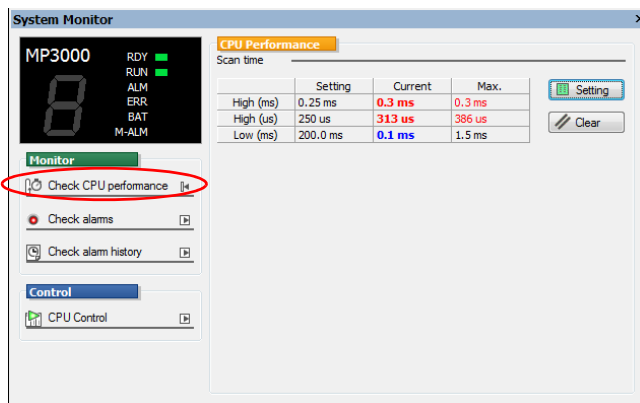 System Monitor
MP3000
RDY
RUN
ALM
ERR
BAT
M-ALM
Monitor
Check CPU performance
Check alarms
Check alarm history
Control
CPU Control
CPU Performance
Scan time
Setting Current Max.
High (ms) 0.25 ms 0.3 ms 0.3 ms
High (us) 250 us 313 us 386 us
Low (ms) 200.0 ms 0.1 ms 1.5 ms
Setting
Clear